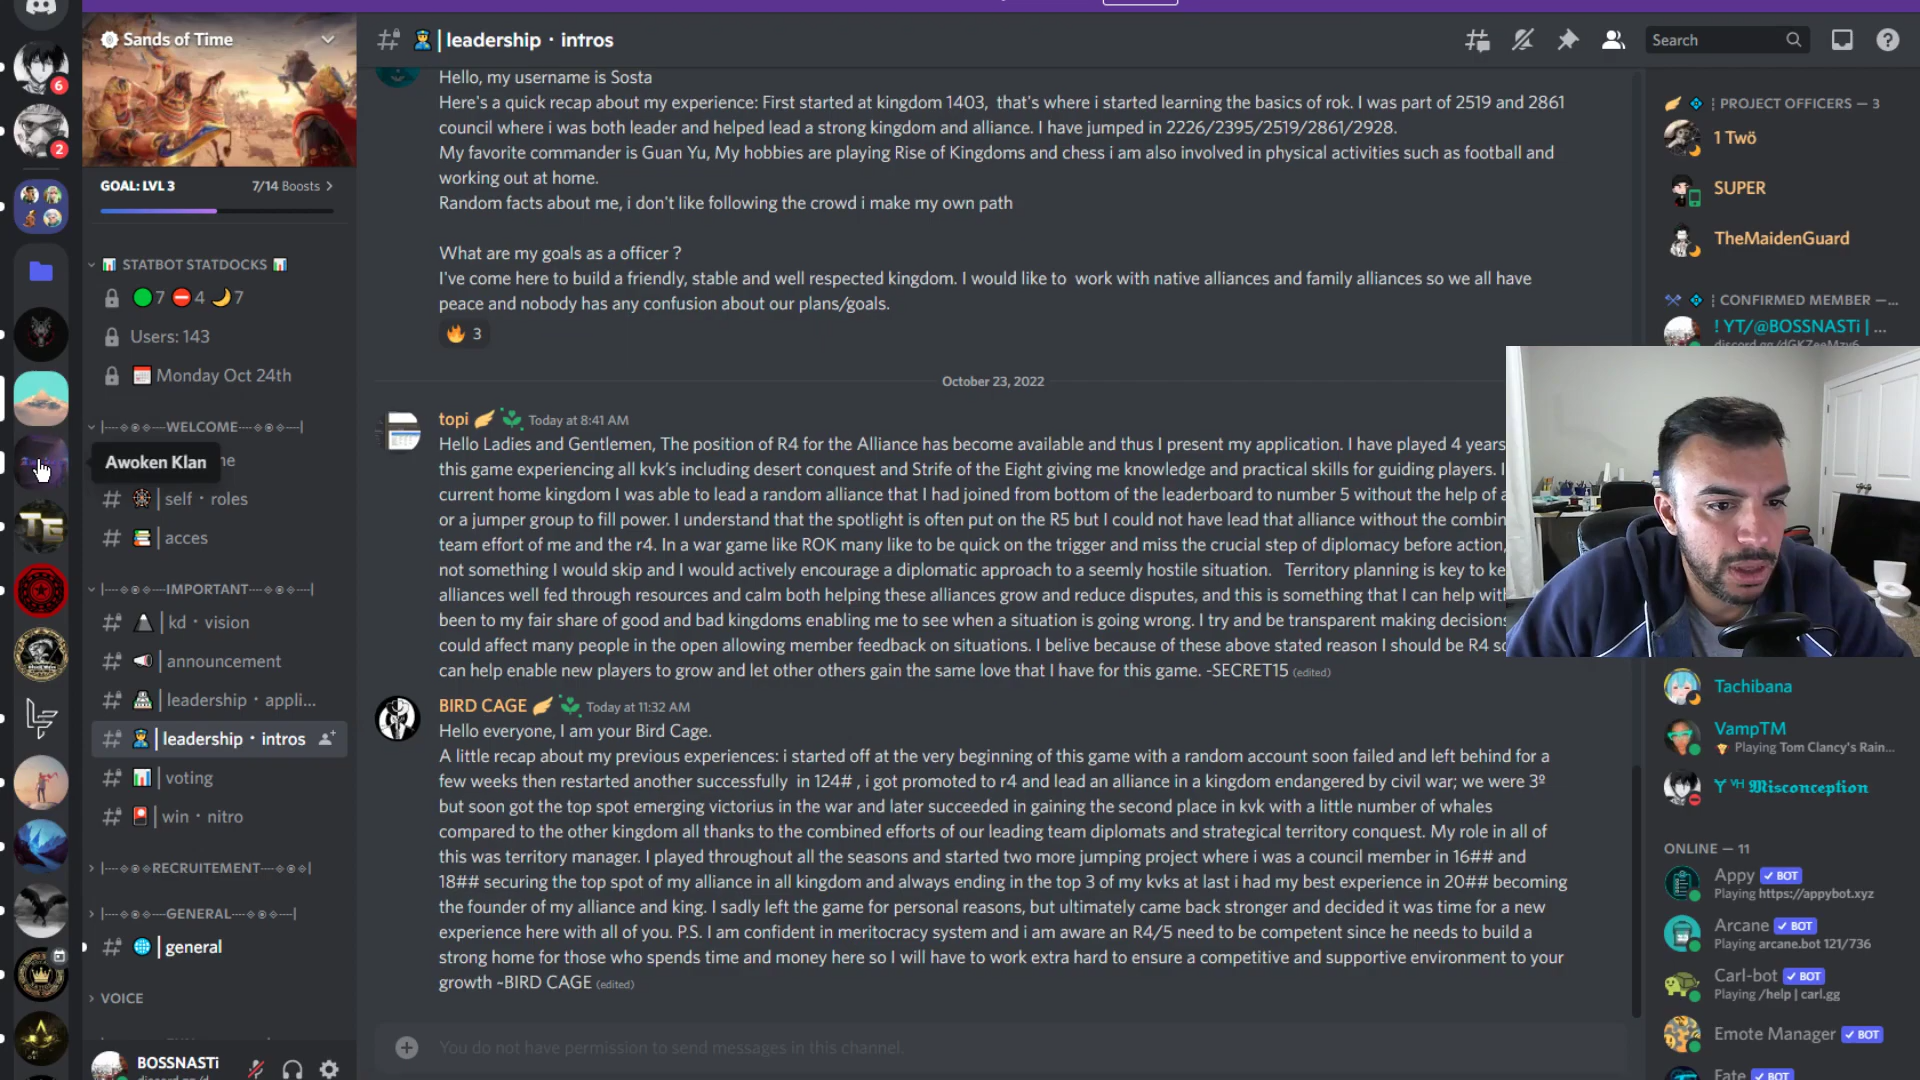 Sands of Time
GOAL: LVL 3
7/14 Boosts
STATBOT STATDOCKS
7 4 7
Users: 143
Monday Oct 24th
WELCOME
Awoken Klan
# | self · roles
# | acces
IMPORTANT
# | kd · vision
# | announcement
# | leadership · appli...
# | leadership · intros
# | voting
# | win · nitro
RECRUITEMENT
GENERAL
# | general
VOICE
BOSSNASTi
6
2
TE
# | leadership · intros
Search
Hello, my username is Sosta
Here's a quick recap about my experience: First started at kingdom 1403, that's where i started learning the basics of rok. I was part of 2519 and 2861
council where i was both leader and helped lead a strong kingdom and alliance. I have jumped in 2226/2395/2519/2861/2928.
My favorite commander is Guan Yu, My hobbies are playing Rise of Kingdoms and chess i am also involved in physical activities such as football and
working out at home.
Random facts about me, i don't like following the crowd i make my own path
What are my goals as a officer ?
I've come here to build a friendly, stable and well respected kingdom. I would like to work with native alliances and family alliances so we all have
peace and nobody has any confusion about our plans/goals.
3
October 23, 2022
topi Today at 8:41 AM
Hello Ladies and Gentlemen, The position of R4 for the Alliance has become available and thus I present my application. I have played 4 years
this game experiencing all kvk's including desert conquest and Strife of the Eight giving me knowledge and practical skills for guiding players. I
current home kingdom I was able to lead a random alliance that I had joined from bottom of the leaderboard to number 5 without the help of a
or a jumper group to fill power. I understand that the spotlight is often put on the R5 but I could not have lead that alliance without the combin
team effort of me and the r4. In a war game like ROK many like to be quick on the trigger and miss the crucial step of diplomacy before action,
not something I would skip and I would actively encourage a diplomatic approach to a seemly hostile situation. Territory planning is key to ke
alliances well fed through resources and calm both helping these alliances grow and reduce disputes, and this is something that I can help wit
been to my fair share of good and bad kingdoms enabling me to see when a situation is going wrong. I try and be transparent making decisions
could affect many people in the open allowing member feedback on situations. I belive because of these above stated reason I should be R4 so
can help enable new players to grow and let other others gain the same love that I have for this game. -SECRET15 (edited)
BIRD CAGE Today at 11:32 AM
Hello everyone, I am your Bird Cage.
A little recap about my previous experiences: i started off at the very beginning of this game with a random account soon failed and left behind for a
few weeks then restarted another successfully in 124# , i got promoted to r4 and lead an alliance in a kingdom endangered by civil war; we were 3º
but soon got the top spot emerging victorius in the war and later succeeded in gaining the second place in kvk with a little number of whales
compared to the other kingdom all thanks to the combined efforts of our leading team diplomats and strategical territory conquest. My role in all of
this was territory manager. I played throughout all the seasons and started two more jumping project where i was a council member in 16## and
18## securing the top spot of my alliance in all kingdom and always ending in the top 3 of my kvks at last i had my best experience in 20## becoming
the founder of my alliance and king. I sadly left the game for personal reasons, but ultimately came back stronger and decided it was time for a new
experience here with all of you. P.S. I am confident in meritocracy system and i am aware an R4/5 need to be competent since he needs to build a
strong home for those who spends time and money here so I will have to work extra hard to ensure a competitive and supportive environment to your
growth ~BIRD CAGE (edited)
You do not have permission to send messages in this channel.
PROJECT OFFICERS — 3
1 Twö
SUPER
TheMaidenGuard
CONFIRMED MEMBER —...
! YT/@BOSSNASTi | ...
Tachibana
VampTM
Playing Tom Clancy's Rain...
Y VH Misconception
ONLINE — 11
Appy ✓ BOT
Playing https://appybot.xyz
Arcane ✓ BOT
Playing arcane.bot 121/736
Carl-bot ✓ BOT
Playing /help | carl.gg
Emote Manager ✓ BOT
Fate ✓ BOT